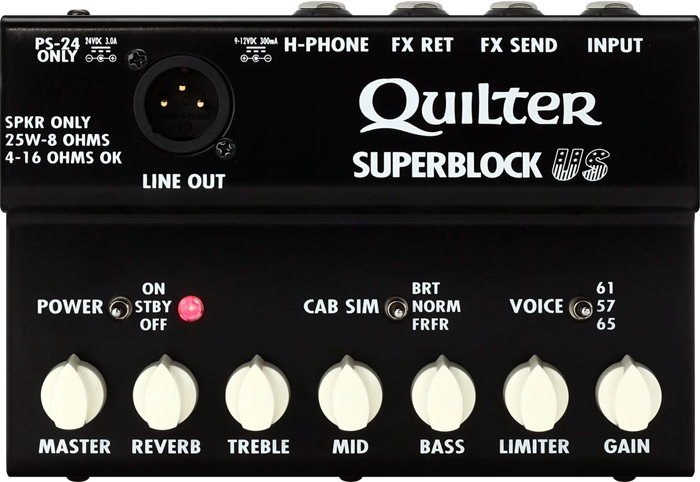 PS-24 ONLY
24VDC 3.0A
9-12VDC 300mA
H-PHONE
FX RET
FX SEND
INPUT
SPKR ONLY
25W-8 OHMS
4-16 OHMS OK
LINE OUT
QUILTER
SUPERBLOCK US
POWER
ON
STBY
OFF
CAB SIM
BRT
NORM
FRFR
VOICE
61
57
65
MASTER
REVERB
TREBLE
MID
BASS
LIMITER
GAIN